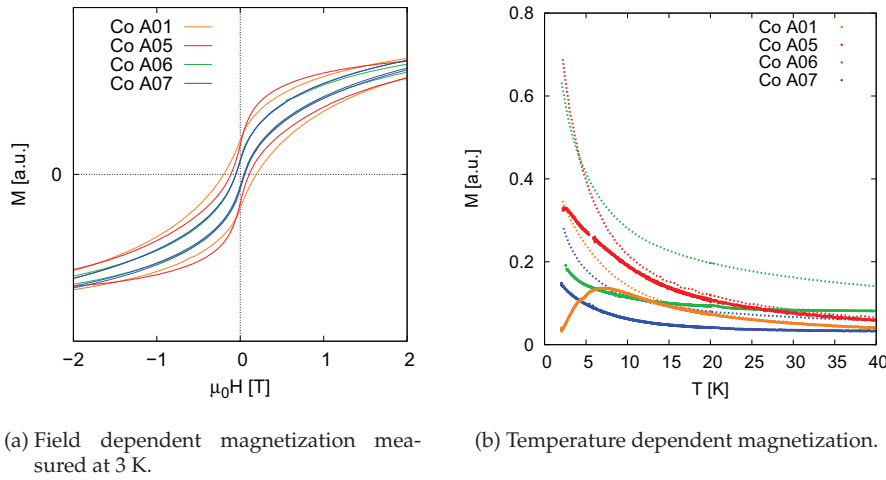 Co A01
Co A05
Co A06
Co A07
M [a.u.]
0
−2
−1
0
1
2
μ0H [T]
(a) Field dependent magnetization mea-
sured at 3 K.
0.8
0.6
0.4
0.2
0
M [a.u.]
Co A01
Co A05
Co A06
Co A07
0
5
10
15
20
25
30
35
40
T [K]
(b) Temperature dependent magnetization.